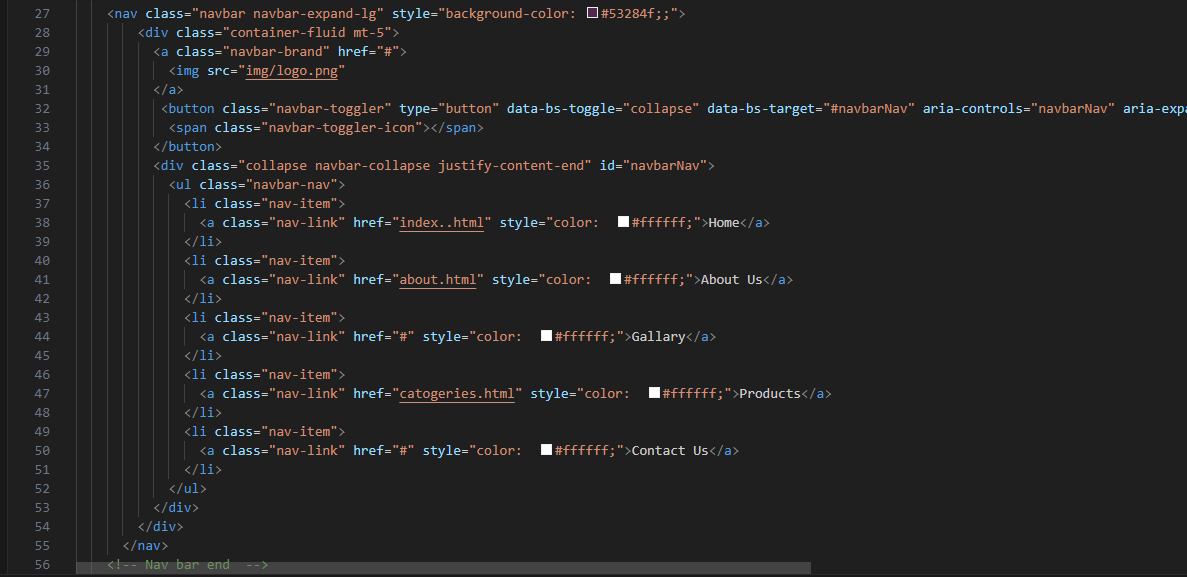 27 <nav class="navbar navbar-expand-lg" style="background-color: #53284f;;">
28 <div class="container-fluid mt-5">
29 <a class="navbar-brand" href="#">
30 <img src="img/logo.png"
31 </a>
32 <button class="navbar-toggler" type="button" data-bs-toggle="collapse" data-bs-target="#navbarNav" aria-controls="navbarNav" aria-expa
33 <span class="navbar-toggler-icon"></span>
34 </button>
35 <div class="collapse navbar-collapse justify-content-end" id="navbarNav">
36 <ul class="navbar-nav">
37 <li class="nav-item">
38 <a class="nav-link" href="index..html" style="color: #ffffff;">Home</a>
39 </li>
40 <li class="nav-item">
41 <a class="nav-link" href="about.html" style="color: #ffffff;">About Us</a>
42 </li>
43 <li class="nav-item">
44 <a class="nav-link" href="#" style="color: #ffffff;">Gallary</a>
45 </li>
46 <li class="nav-item">
47 <a class="nav-link" href="catogeries.html" style="color: #ffffff;">Products</a>
48 </li>
49 <li class="nav-item">
50 <a class="nav-link" href="#" style="color: #ffffff;">Contact Us</a>
51 </li>
52 </ul>
53 </div>
54 </div>
55 </nav>
56 <!-- Nav bar end -->